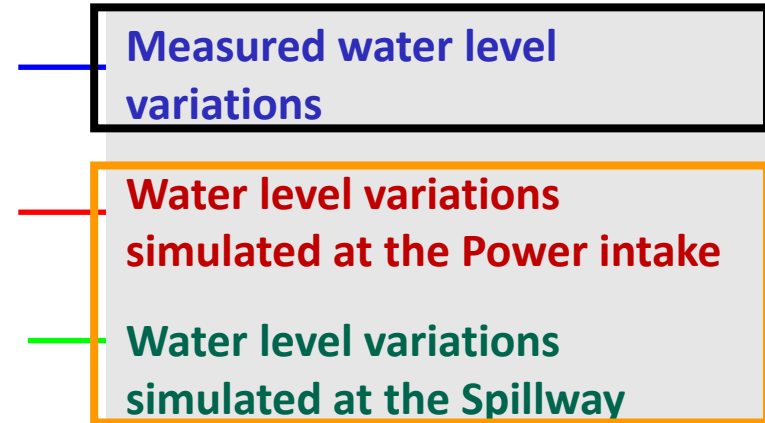 Measured water level
variations
Water level variations
simulated at the Power intake
Water level variations
simulated at the Spillway